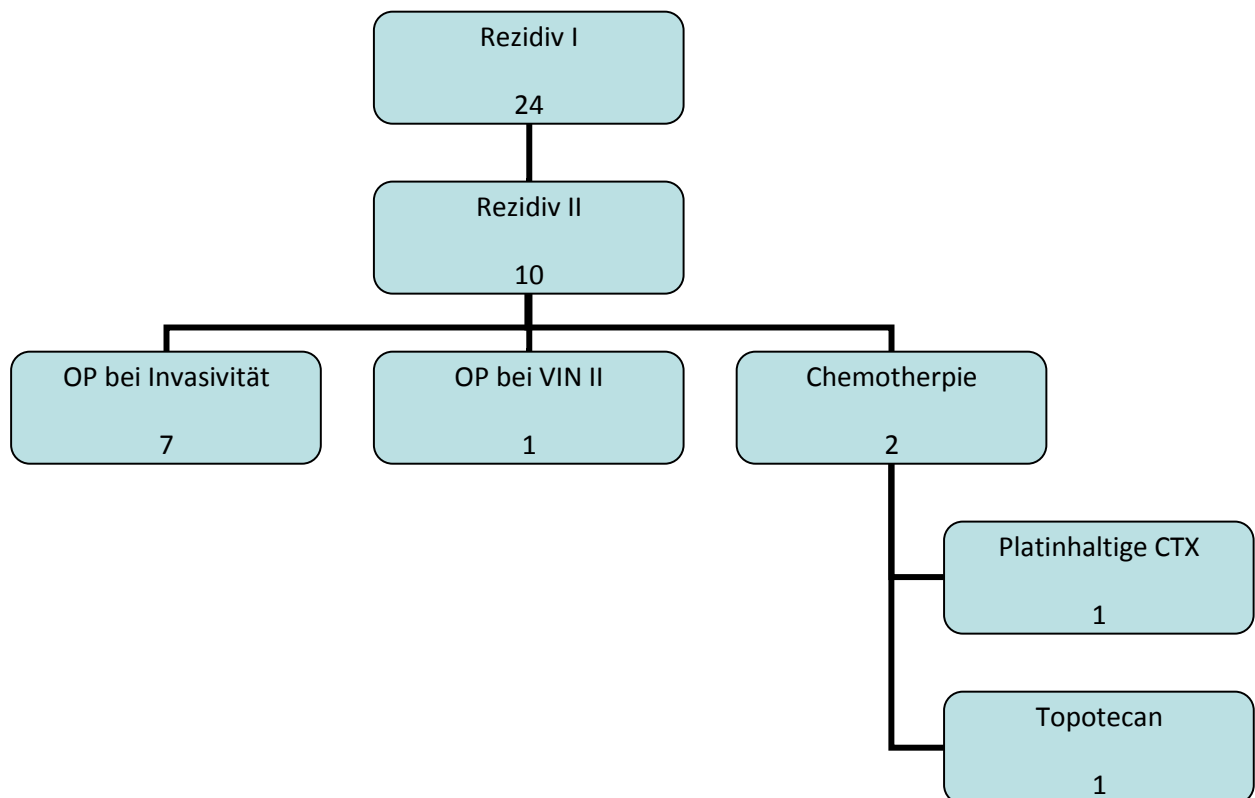 Rezidiv I
24
Rezidiv II
10
OP bei Invasivität
7
OP bei VIN II
1
Chemotherpie
2
Platinhaltige CTX
1
Topotecan
1